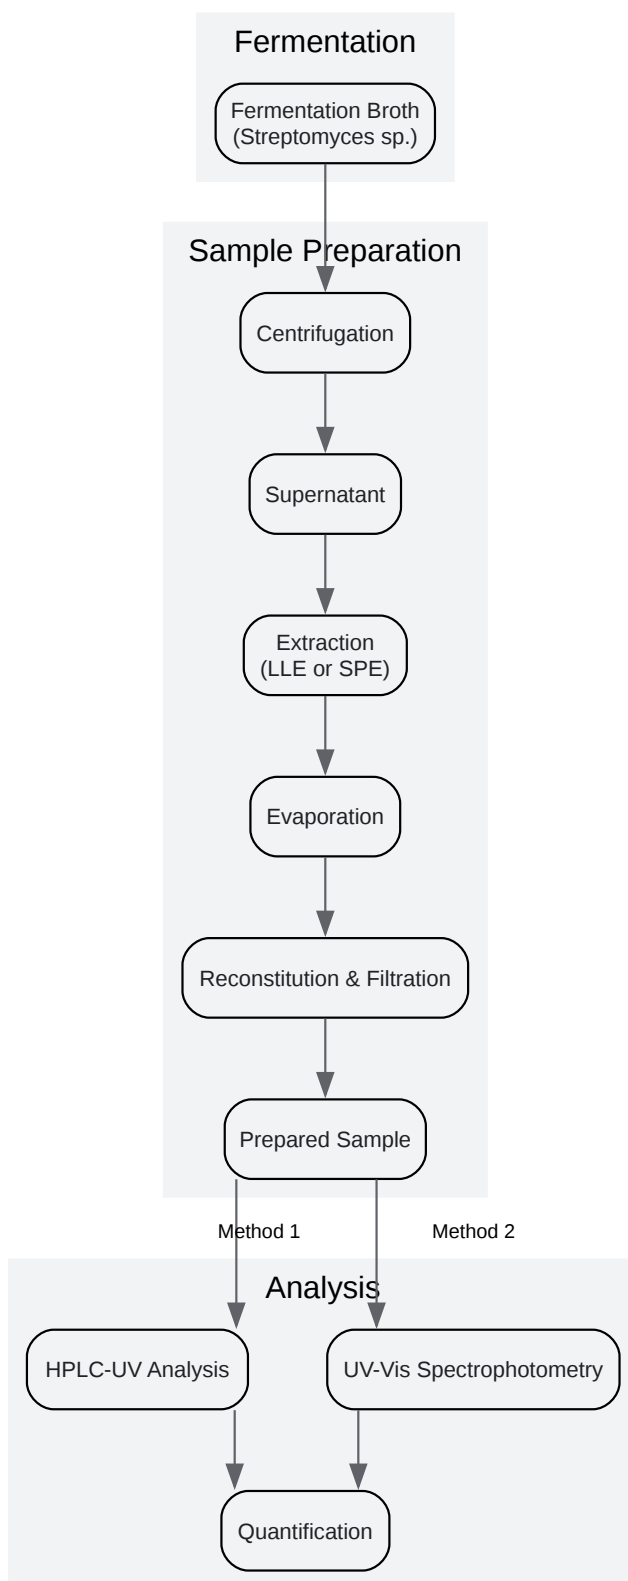 Fermentation
Fermentation Broth
(Streptomyces sp.)
Sample Preparation
Centrifugation
Supernatant
Extraction
(LLE or SPE)
Evaporation
Reconstitution & Filtration
Prepared Sample
Method 1
Method 2
Analysis
HPLC-UV Analysis
UV-Vis Spectrophotometry
Quantification